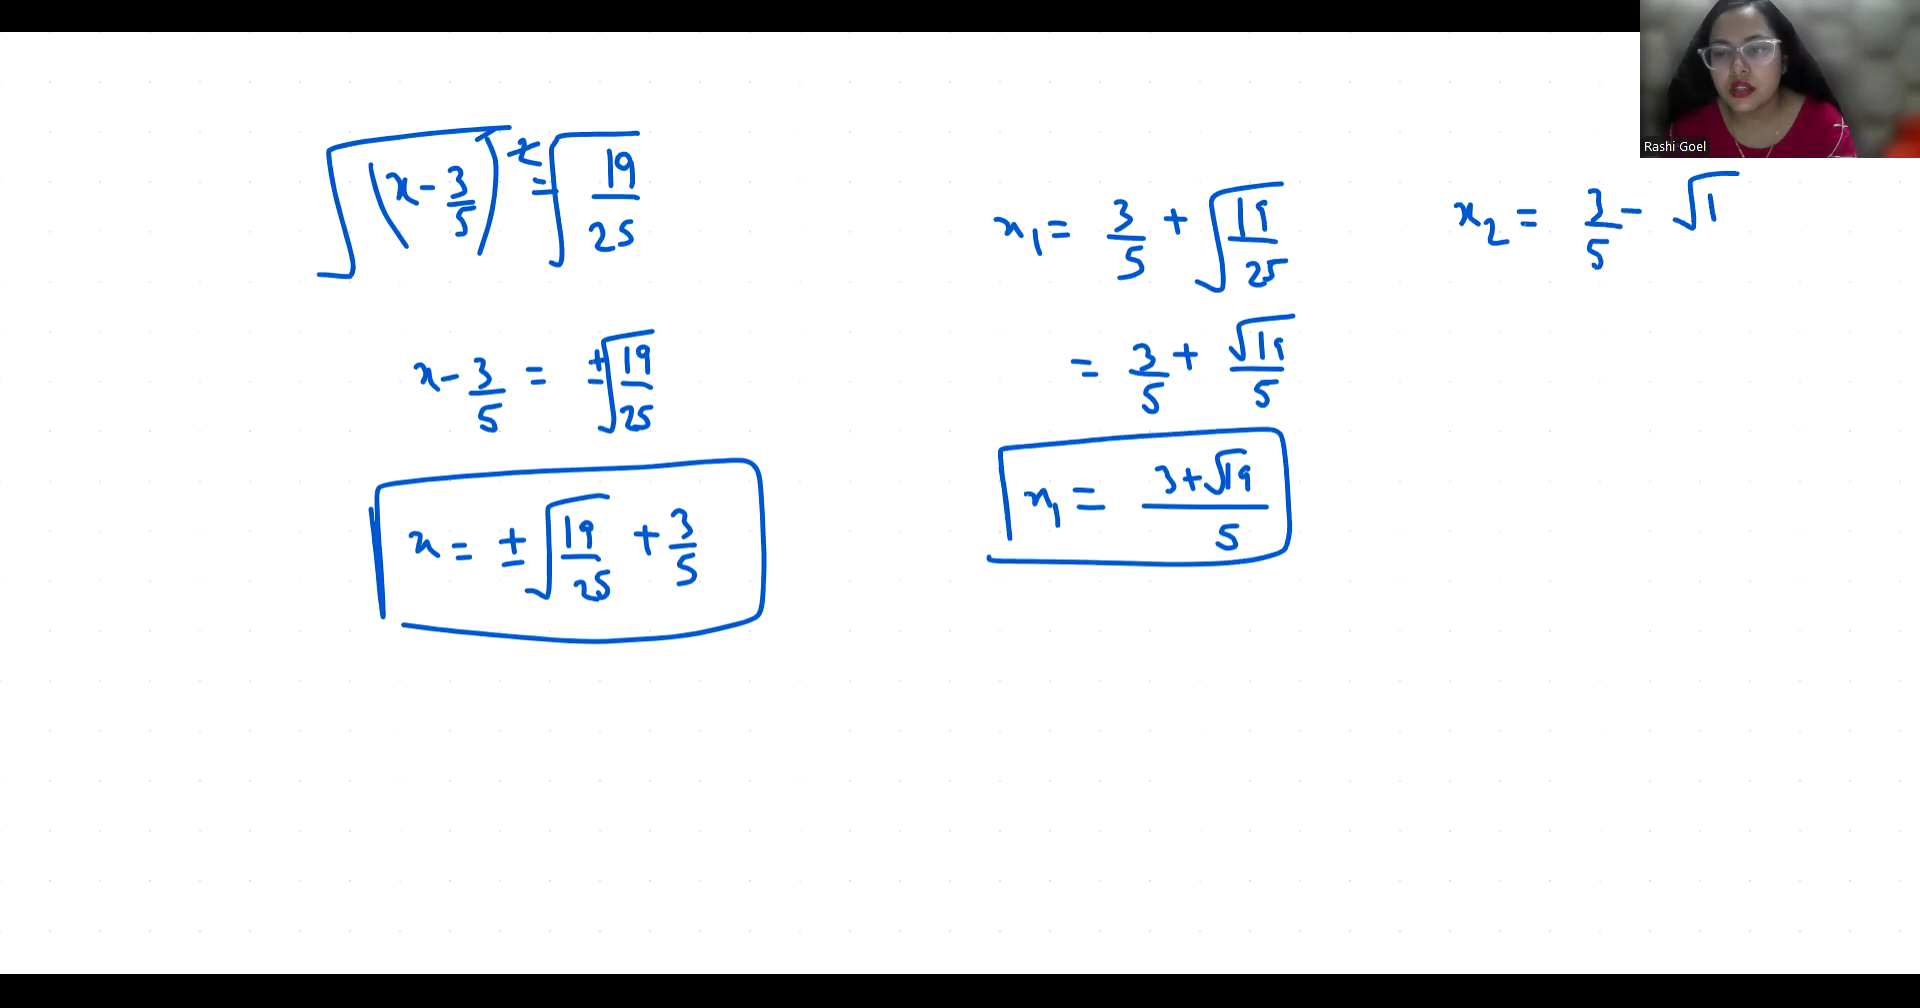 √(x - 3/5)² = √19/25
x - 3/5 = ±√19/25
x = ±√19/25 + 3/5
x₁ = 3/5 + √19/25
= 3/5 + √19/5
x₁ = 3+√19/5
x₂ = 3/5 - √1
Rashi Goel